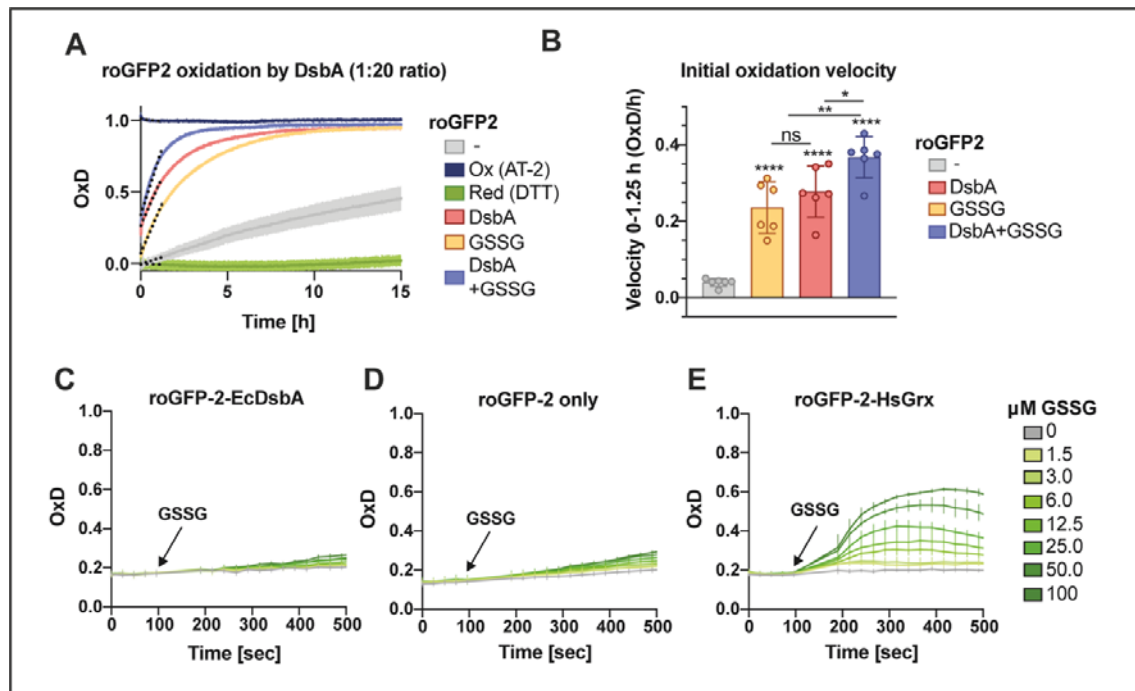 A
roGFP2 oxidation by DsbA (1:20 ratio)
OxD
1.0
0.5
0.0
0
5
10
15
Time [h]
roGFP2
-
Ox (AT-2)
Red (DTT)
DsbA
GSSG
DsbA
+GSSG
B
Initial oxidation velocity
Velocity 0-1.25 h (OxD/h)
0.4
0.2
0.0
*
**
ns
****
****
****
roGFP2
-
DsbA
GSSG
DsbA+GSSG
C
roGFP-2-EcDsbA
OxD
1.0
0.8
0.6
0.4
0.2
0.0
GSSG
0 100 200 300 400 500
Time [sec]
D
roGFP-2 only
OxD
1.0
0.8
0.6
0.4
0.2
0.0
GSSG
0 100 200 300 400 500
Time [sec]
E
roGFP-2-HsGrx
OxD
1.0
0.8
0.6
0.4
0.2
0.0
GSSG
0 100 200 300 400 500
Time [sec]
µM GSSG
0
1.5
3.0
6.0
12.5
25.0
50.0
100